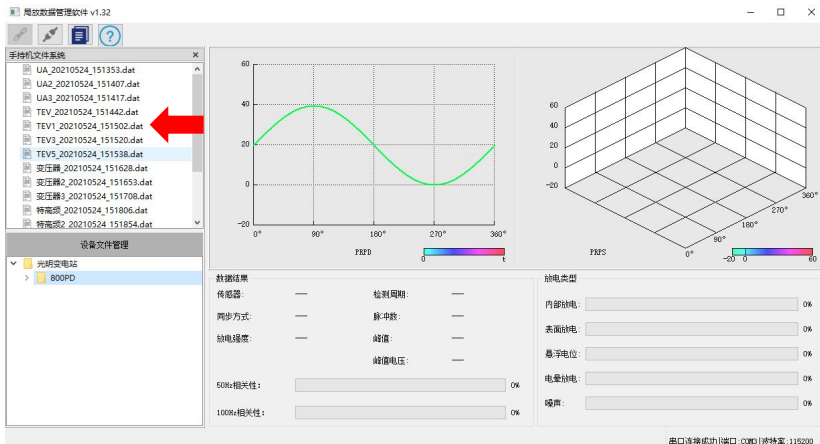 局放数据管理软件 v1.32
手持机文件系统
UA_20210524_151353.dat
UA2_20210524_151407.dat
UA3_20210524_151417.dat
TEV_20210524_151442.dat
TEV1_20210524_151502.dat
TEV3_20210524_151520.dat
TEV5_20210524_151538.dat
变压器_20210524_151628.dat
变压器2_20210524_151653.dat
变压器3_20210524_151708.dat
特高频_20210524_151806.dat
特高频2_20210524_151854.dat
设备文件管理
光明变电站
800PD
60
40
20
0
-20
0° 90° 180° 270° 360°
PRPD
0 t
60
40
20
0
-20
0° 90° 180° 270° 360°
PRPS
-20 0 60
数据结果
传感器: — 检测周期: —
同步方式: — 脉冲数: —
放电强度: — 峰值: —
峰值电压: —
50Hz相关性: 0%
100Hz相关性: 0%
放电类型
内部放电: 0%
表面放电: 0%
悬浮电位: 0%
电晕放电: 0%
噪声: 0%
串口连接成功|端口:COM3|波特率:115200